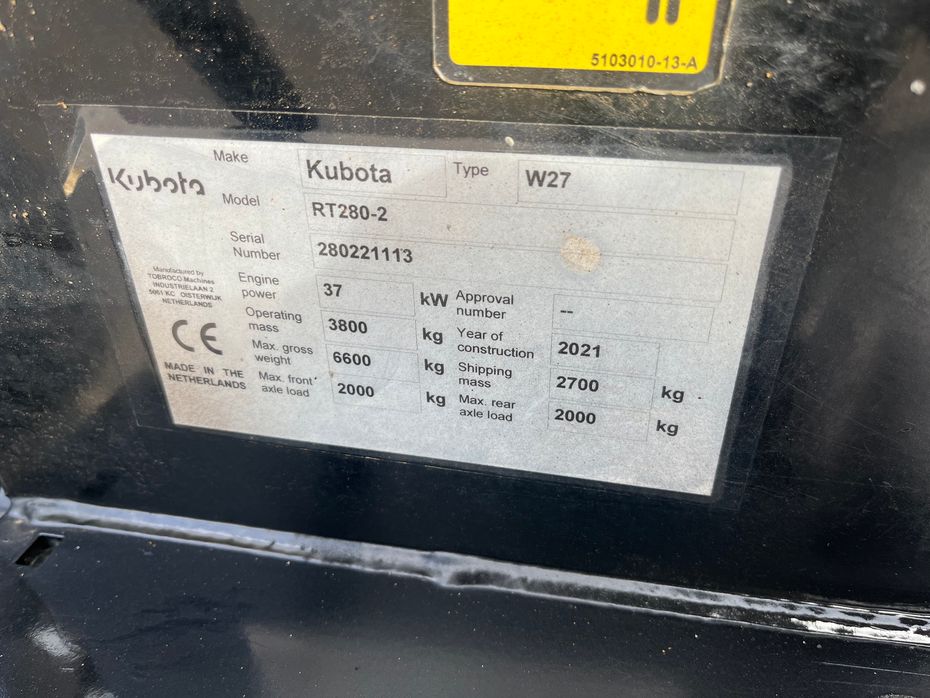 5103010-13-A
Kubota
Make Kubota Type W27
Model RT280-2
Serial Number 280221113
Manufactured by
TOBROCO Machines
INDUSTRIELAAN 2
5061 KC OISTERWIJK
NETHERLANDS
CE
MADE IN THE
NETHERLANDS
Engine power 37 kW Approval number --
Operating mass 3800 kg Year of construction 2021
Max. gross weight 6600 kg Shipping mass 2700 kg
Max. front axle load 2000 kg Max. rear axle load 2000 kg